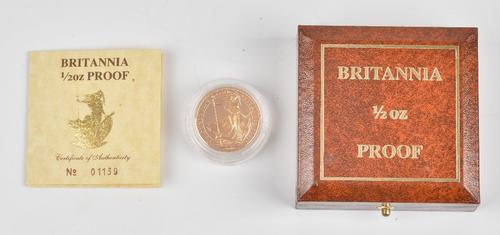 BRITANNIA
1/2oz PROOF
Certificate of Authenticity
No 01139
BRITANNIA
1/2 oz
PROOF